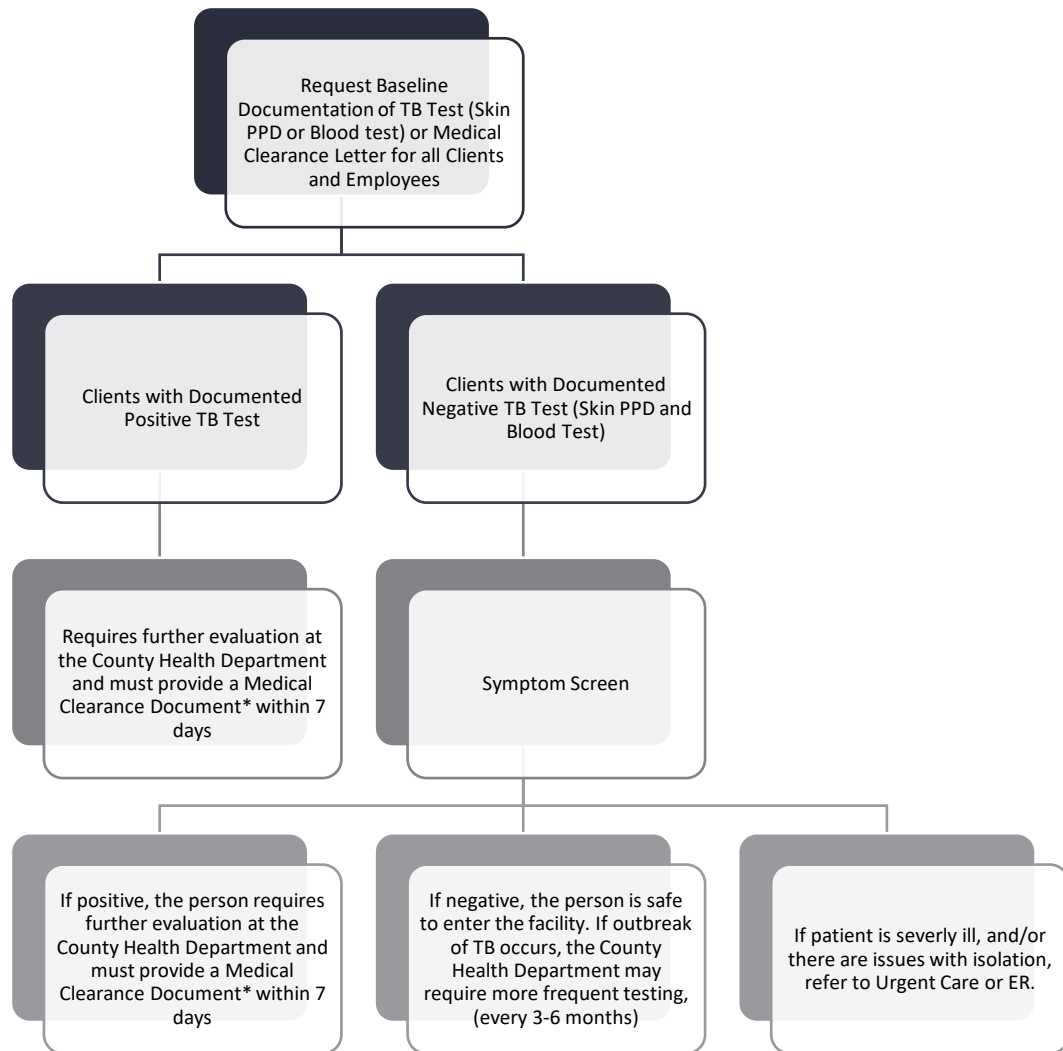 Request Baseline
Documentation of TB Test (Skin
PPD or Blood test) or Medical
Clearance Letter for all Clients
and Employees
Clients with Documented
Positive TB Test
Clients with Documented
Negative TB Test (Skin PPD and
Blood Test)
Requires further evaluation at
the County Health Department
and must provide a Medical
Clearance Document* within 7
days
Symptom Screen
If positive, the person requires
further evaluation at the
County Health Department and
must provide a Medical
Clearance Document* within 7
days
If negative, the person is safe
to enter the facility. If outbreak
of TB occurs, the County
Health Department may
require more frequent testing,
(every 3-6 months)
If patient is severly ill, and/or
there are issues with isolation,
refer to Urgent Care or ER.